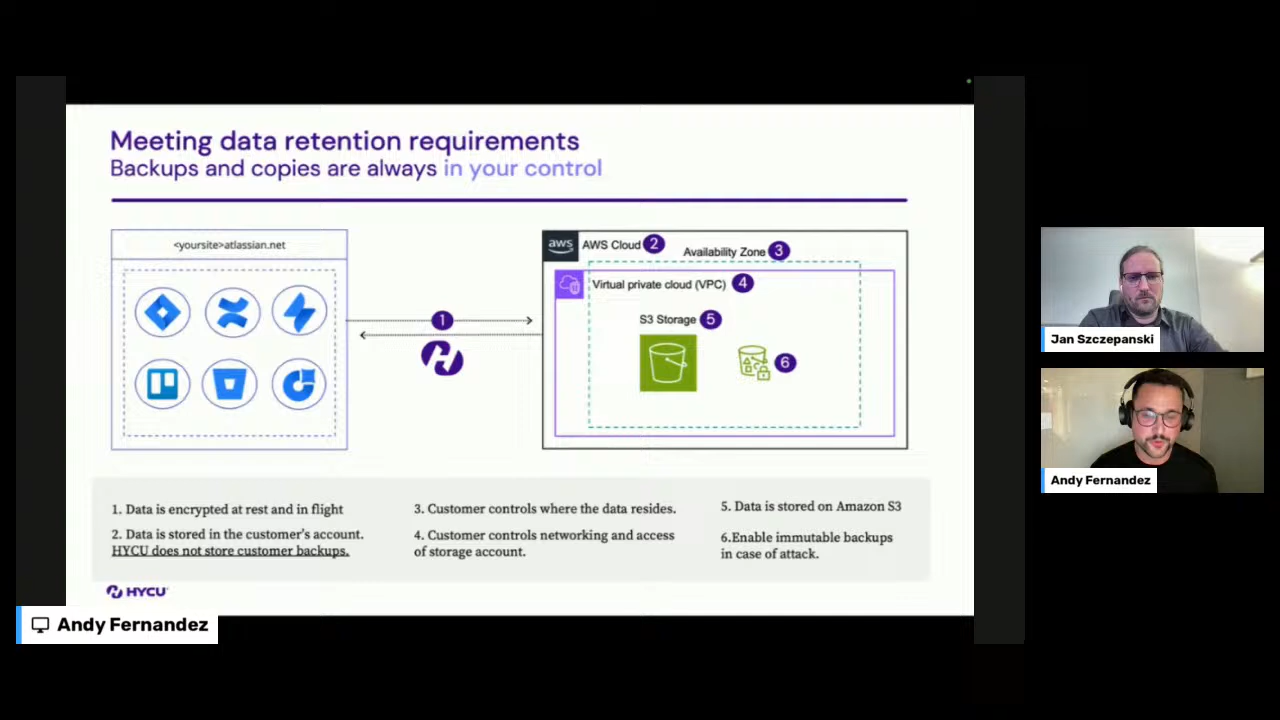 Meeting data retention requirements
Backups and copies are always in your control
<yoursite>atlassian.net
aws
AWS Cloud 2
Availability Zone 3
Virtual private cloud (VPC) 4
1
S3 Storage 5
6
1. Data is encrypted at rest and in flight
2. Data is stored in the customer's account.
HYCU does not store customer backups.
3. Customer controls where the data resides.
4. Customer controls networking and access
of storage account.
5. Data is stored on Amazon S3
6.Enable immutable backups
in case of attack.
HYCU
Andy Fernandez
Jan Szczepanski
Andy Fernandez